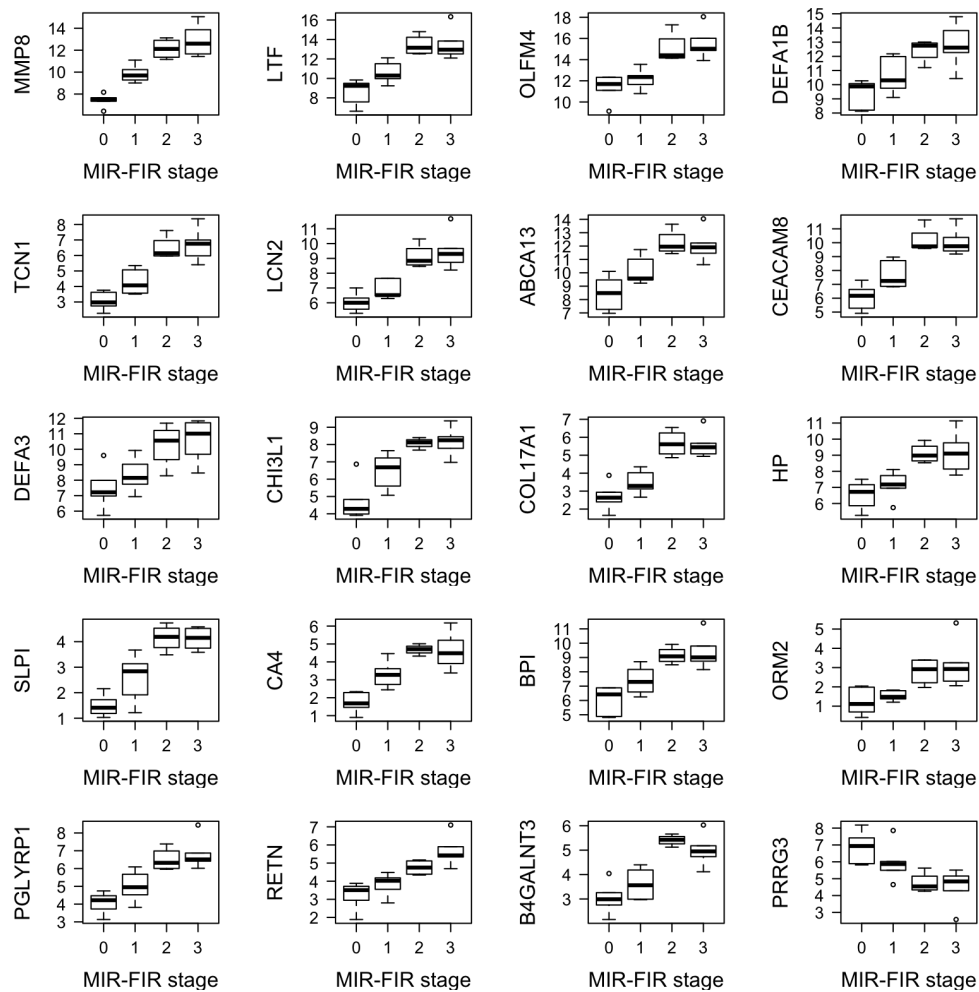 MMP8
14
12
10
8
0 1 2 3
MIR-FIR stage
LTF
16
14
12
10
8
0 1 2 3
MIR-FIR stage
OLFM4
18
16
14
12
10
0 1 2 3
MIR-FIR stage
DEFA1B
15
14
13
12
11
10
9
8
0 1 2 3
MIR-FIR stage
TCN1
8
7
6
5
4
3
0 1 2 3
MIR-FIR stage
LCN2
11
10
9
8
7
6
0 1 2 3
MIR-FIR stage
ABCA13
14
13
12
11
10
9
8
7
0 1 2 3
MIR-FIR stage
CEACAM8
11
10
9
8
7
6
5
0 1 2 3
MIR-FIR stage
DEFA3
12
11
10
9
8
7
6
0 1 2 3
MIR-FIR stage
CHI3L1
9
8
7
6
5
4
0 1 2 3
MIR-FIR stage
COL17A1
7
6
5
4
3
2
0 1 2 3
MIR-FIR stage
HP
11
10
9
8
7
6
0 1 2 3
MIR-FIR stage
SLPI
4
3
2
1
0 1 2 3
MIR-FIR stage
CA4
6
5
4
3
2
1
0 1 2 3
MIR-FIR stage
BPI
11
10
9
8
7
6
5
0 1 2 3
MIR-FIR stage
ORM2
5
4
3
2
1
0 1 2 3
MIR-FIR stage
PGLYRP1
8
7
6
5
4
3
0 1 2 3
MIR-FIR stage
RETN
7
6
5
4
3
2
0 1 2 3
MIR-FIR stage
B4GALNT3
6
5
4
3
0 1 2 3
MIR-FIR stage
PRRG3
8
7
6
5
4
3
0 1 2 3
MIR-FIR stage